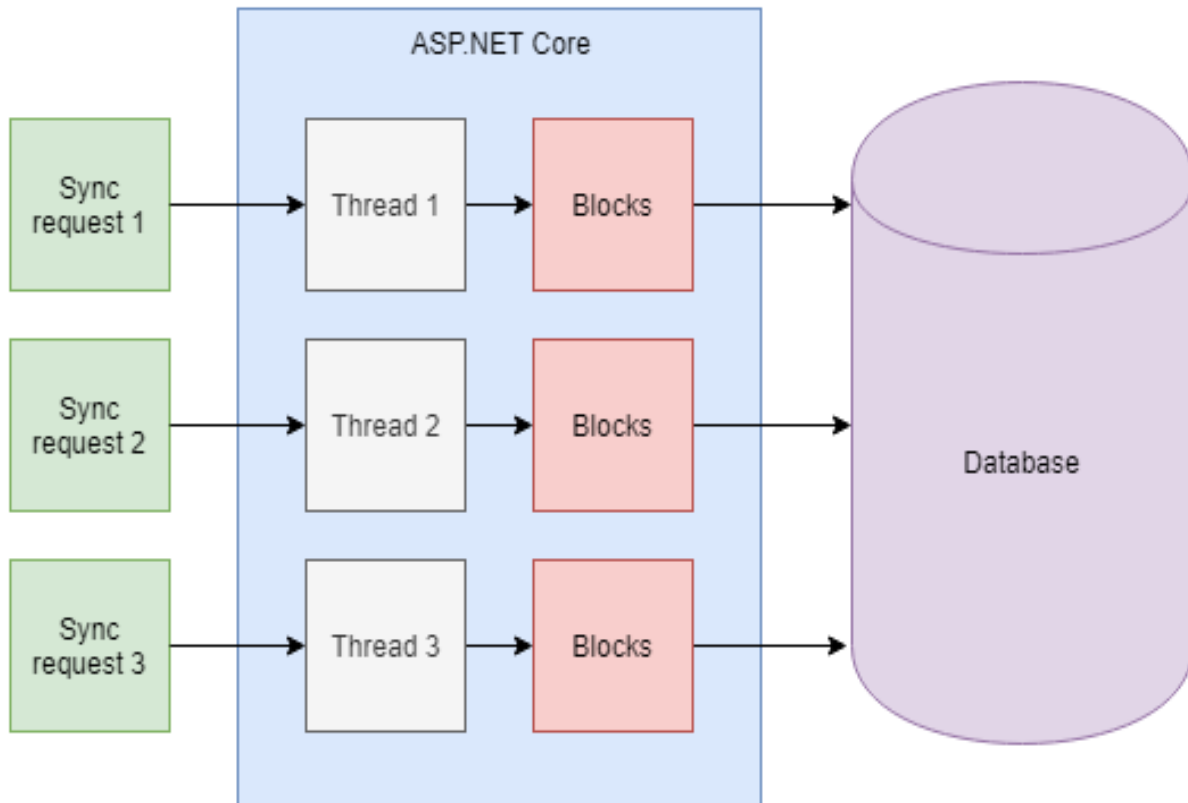 ASP.NET Core
Sync
request 1
Thread 1
Blocks
Sync
request 2
Thread 2
Blocks
Database
Sync
request 3
Thread 3
Blocks